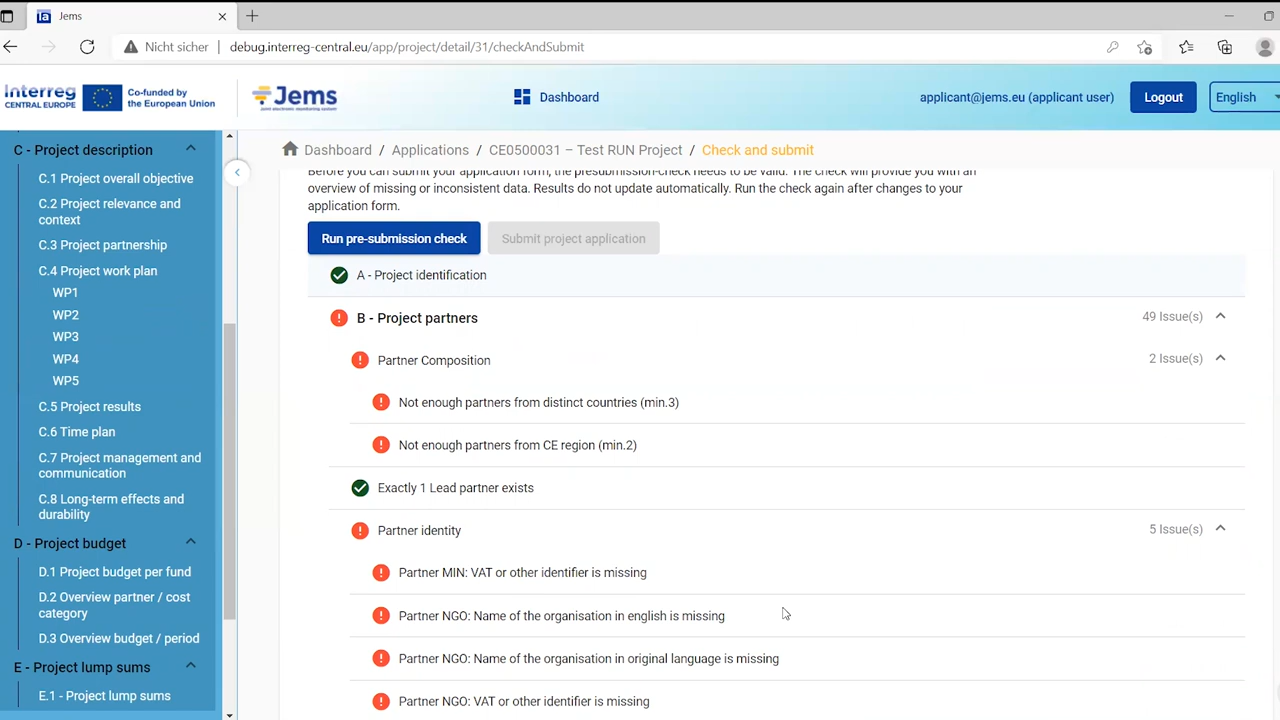 Jems
Nicht sicher
debug.interreg-central.eu/app/project/detail/31/checkAndSubmit
Interreg
CENTRAL EUROPE
Co-funded by
the European Union
Jems
Joint electronic monitoring system
Dashboard
applicant@jems.eu (applicant user)
Logout
English
C - Project description
C.1 Project overall objective
C.2 Project relevance and
context
C.3 Project partnership
C.4 Project work plan
WP1
WP2
WP3
WP4
WP5
C.5 Project results
C.6 Time plan
C.7 Project management and
communication
C.8 Long-term effects and
durability
D - Project budget
D.1 Project budget per fund
D.2 Overview partner / cost
category
D.3 Overview budget / period
E - Project lump sums
E.1 - Project lump sums
Dashboard / Applications / CE0500031 – Test RUN Project / Check and submit
Before you can submit your application form, the presubmission-check needs to be valid. The check will provide you with an
overview of missing or inconsistent data. Results do not update automatically. Run the check again after changes to your
application form.
Run pre-submission check
Submit project application
A - Project identification
B - Project partners
49 Issue(s)
Partner Composition
2 Issue(s)
Not enough partners from distinct countries (min.3)
Not enough partners from CE region (min.2)
Exactly 1 Lead partner exists
Partner identity
5 Issue(s)
Partner MIN: VAT or other identifier is missing
Partner NGO: Name of the organisation in english is missing
Partner NGO: Name of the organisation in original language is missing
Partner NGO: VAT or other identifier is missing